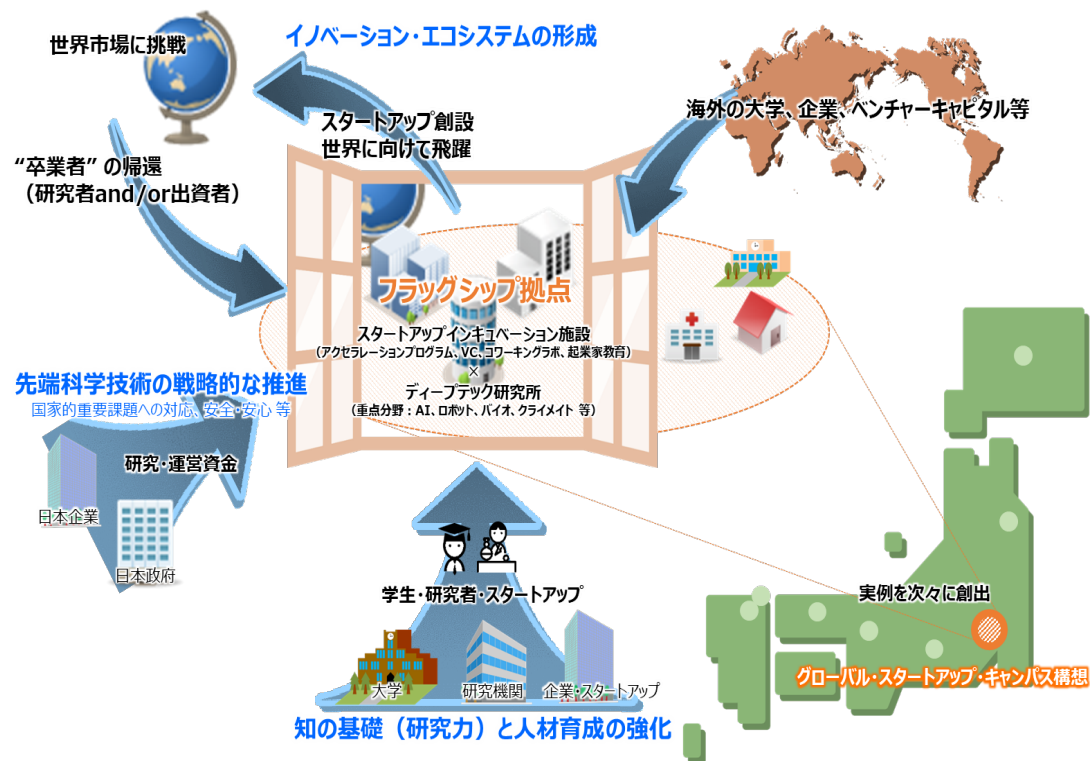 世界市場に挑戦
イノベーション・エコシステムの形成
海外の大学、企業、ベンチャーキャピタル等
スタートアップ創設
世界に向けて飛躍
“卒業者” の帰還
（研究者and/or出資者）
フラッグシップ拠点
スタートアップインキュベーション施設
（アクセラレーションプログラム、VC、コワーキングラボ、起業家教育）
×
ディープテック研究所
（重点分野：AI、ロボット、バイオ、クライメイト 等）
先端科学技術の戦略的な推進
国家的重要課題への対応、安全・安心 等
研究・運営資金
日本企業
日本政府
学生・研究者・スタートアップ
大学
研究機関
企業・スタートアップ
知の基礎（研究力）と人材育成の強化
実例を次々に創出
グローバル・スタートアップ・キャンパス構想